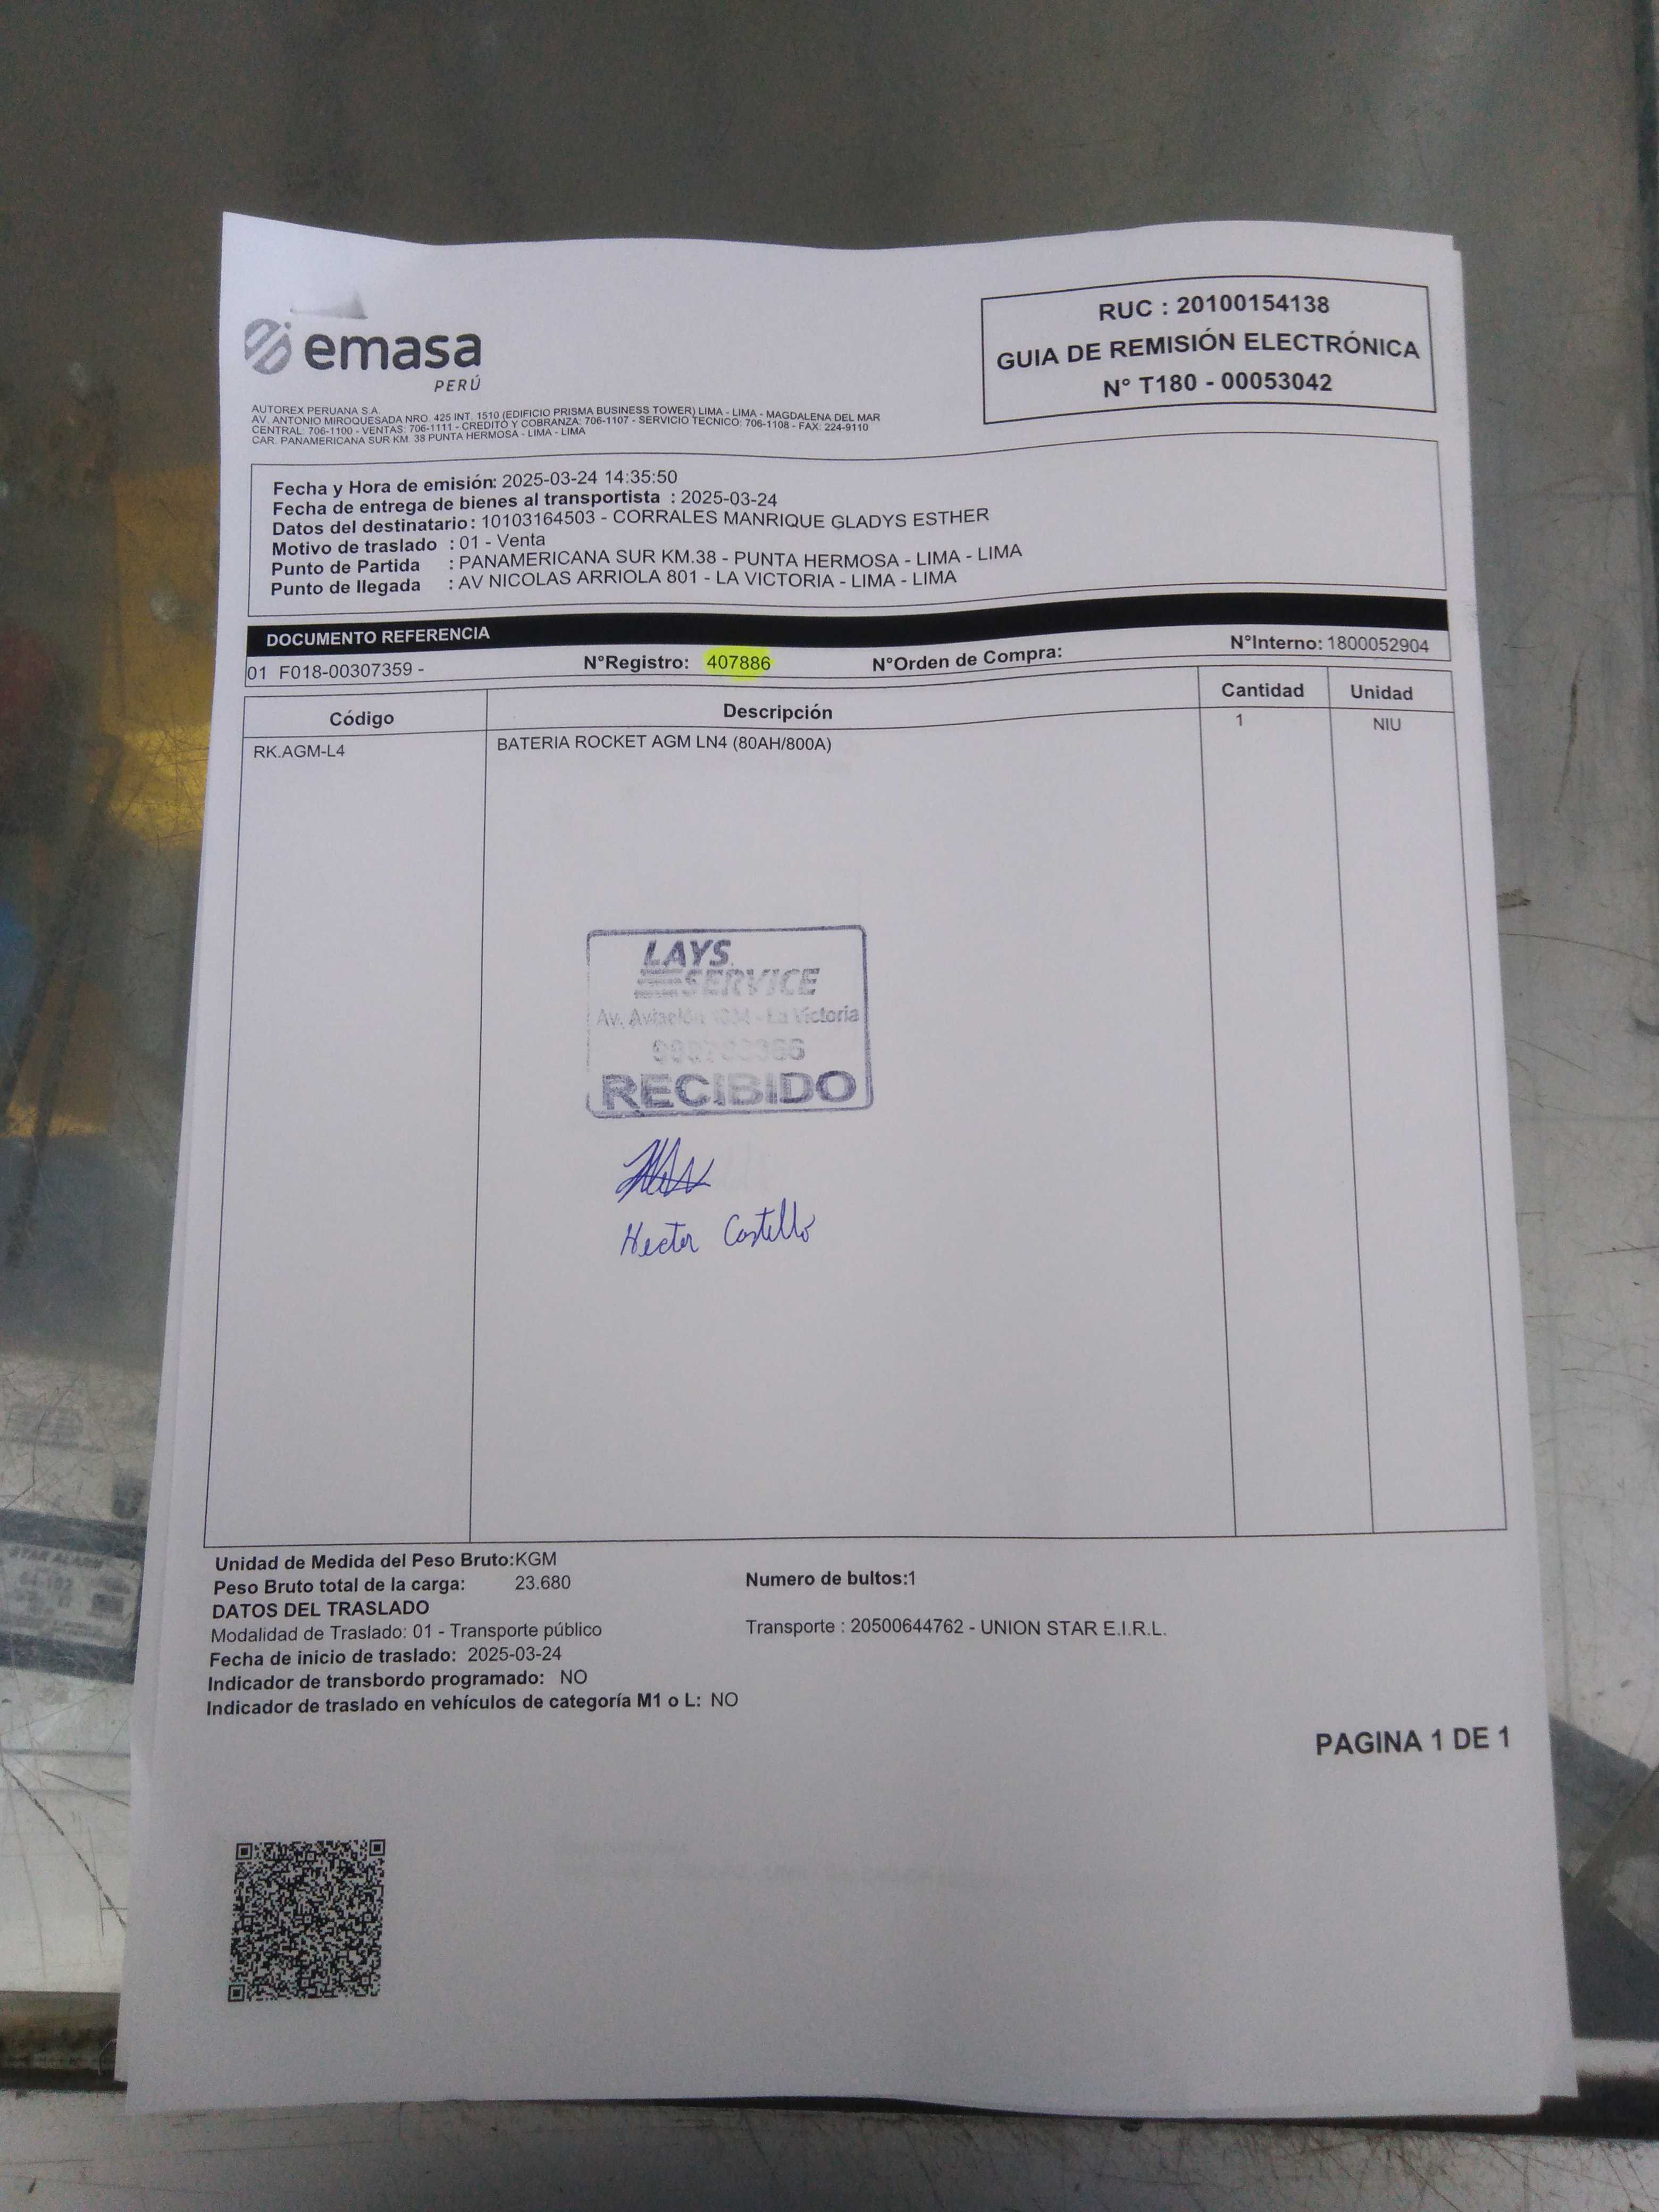 emasa
PERÚ
RUC : 20100154138
GUIA DE REMISIÓN ELECTRÓNICA
N° T180 - 00053042
AUTOREX PERUANA S.A.
AV. ANTONIO MIROQUESADA NRO. 425 INT. 1510 (EDIFICIO PRISMA BUSINESS TOWER) LIMA - LIMA - MAGDALENA DEL MAR
CENTRAL: 706-1100 - VENTAS: 706-1111 - CREDITO Y COBRANZA: 706-1107 - SERVICIO TECNICO: 706-1108 - FAX: 224-9110
CAR. PANAMERICANA SUR KM. 38 PUNTA HERMOSA - LIMA - LIMA
Fecha y Hora de emisión: 2025-03-24 14:35:50
Fecha de entrega de bienes al transportista : 2025-03-24
Datos del destinatario: 10103164503 - CORRALES MANRIQUE GLADYS ESTHER
Motivo de traslado : 01 - Venta
Punto de Partida : PANAMERICANA SUR KM.38 - PUNTA HERMOSA - LIMA - LIMA
Punto de llegada : AV NICOLAS ARRIOLA 801 - LA VICTORIA - LIMA - LIMA
DOCUMENTO REFERENCIA
01 F018-00307359 - N°Registro: 407886 N°Orden de Compra: N°Interno: 1800052904
Código Descripción Cantidad Unidad
RK.AGM-L4 BATERIA ROCKET AGM LN4 (80AH/800A) 1 NIU
LAYS
SERVICE
Av. Aviación - La Victoria
RECIBIDO
Hector Castillo
Unidad de Medida del Peso Bruto:KGM
Peso Bruto total de la carga: 23.680 Numero de bultos:1
DATOS DEL TRASLADO
Modalidad de Traslado: 01 - Transporte público Transporte : 20500644762 - UNION STAR E.I.R.L.
Fecha de inicio de traslado: 2025-03-24
Indicador de transbordo programado: NO
Indicador de traslado en vehículos de categoría M1 o L: NO
PAGINA 1 DE 1